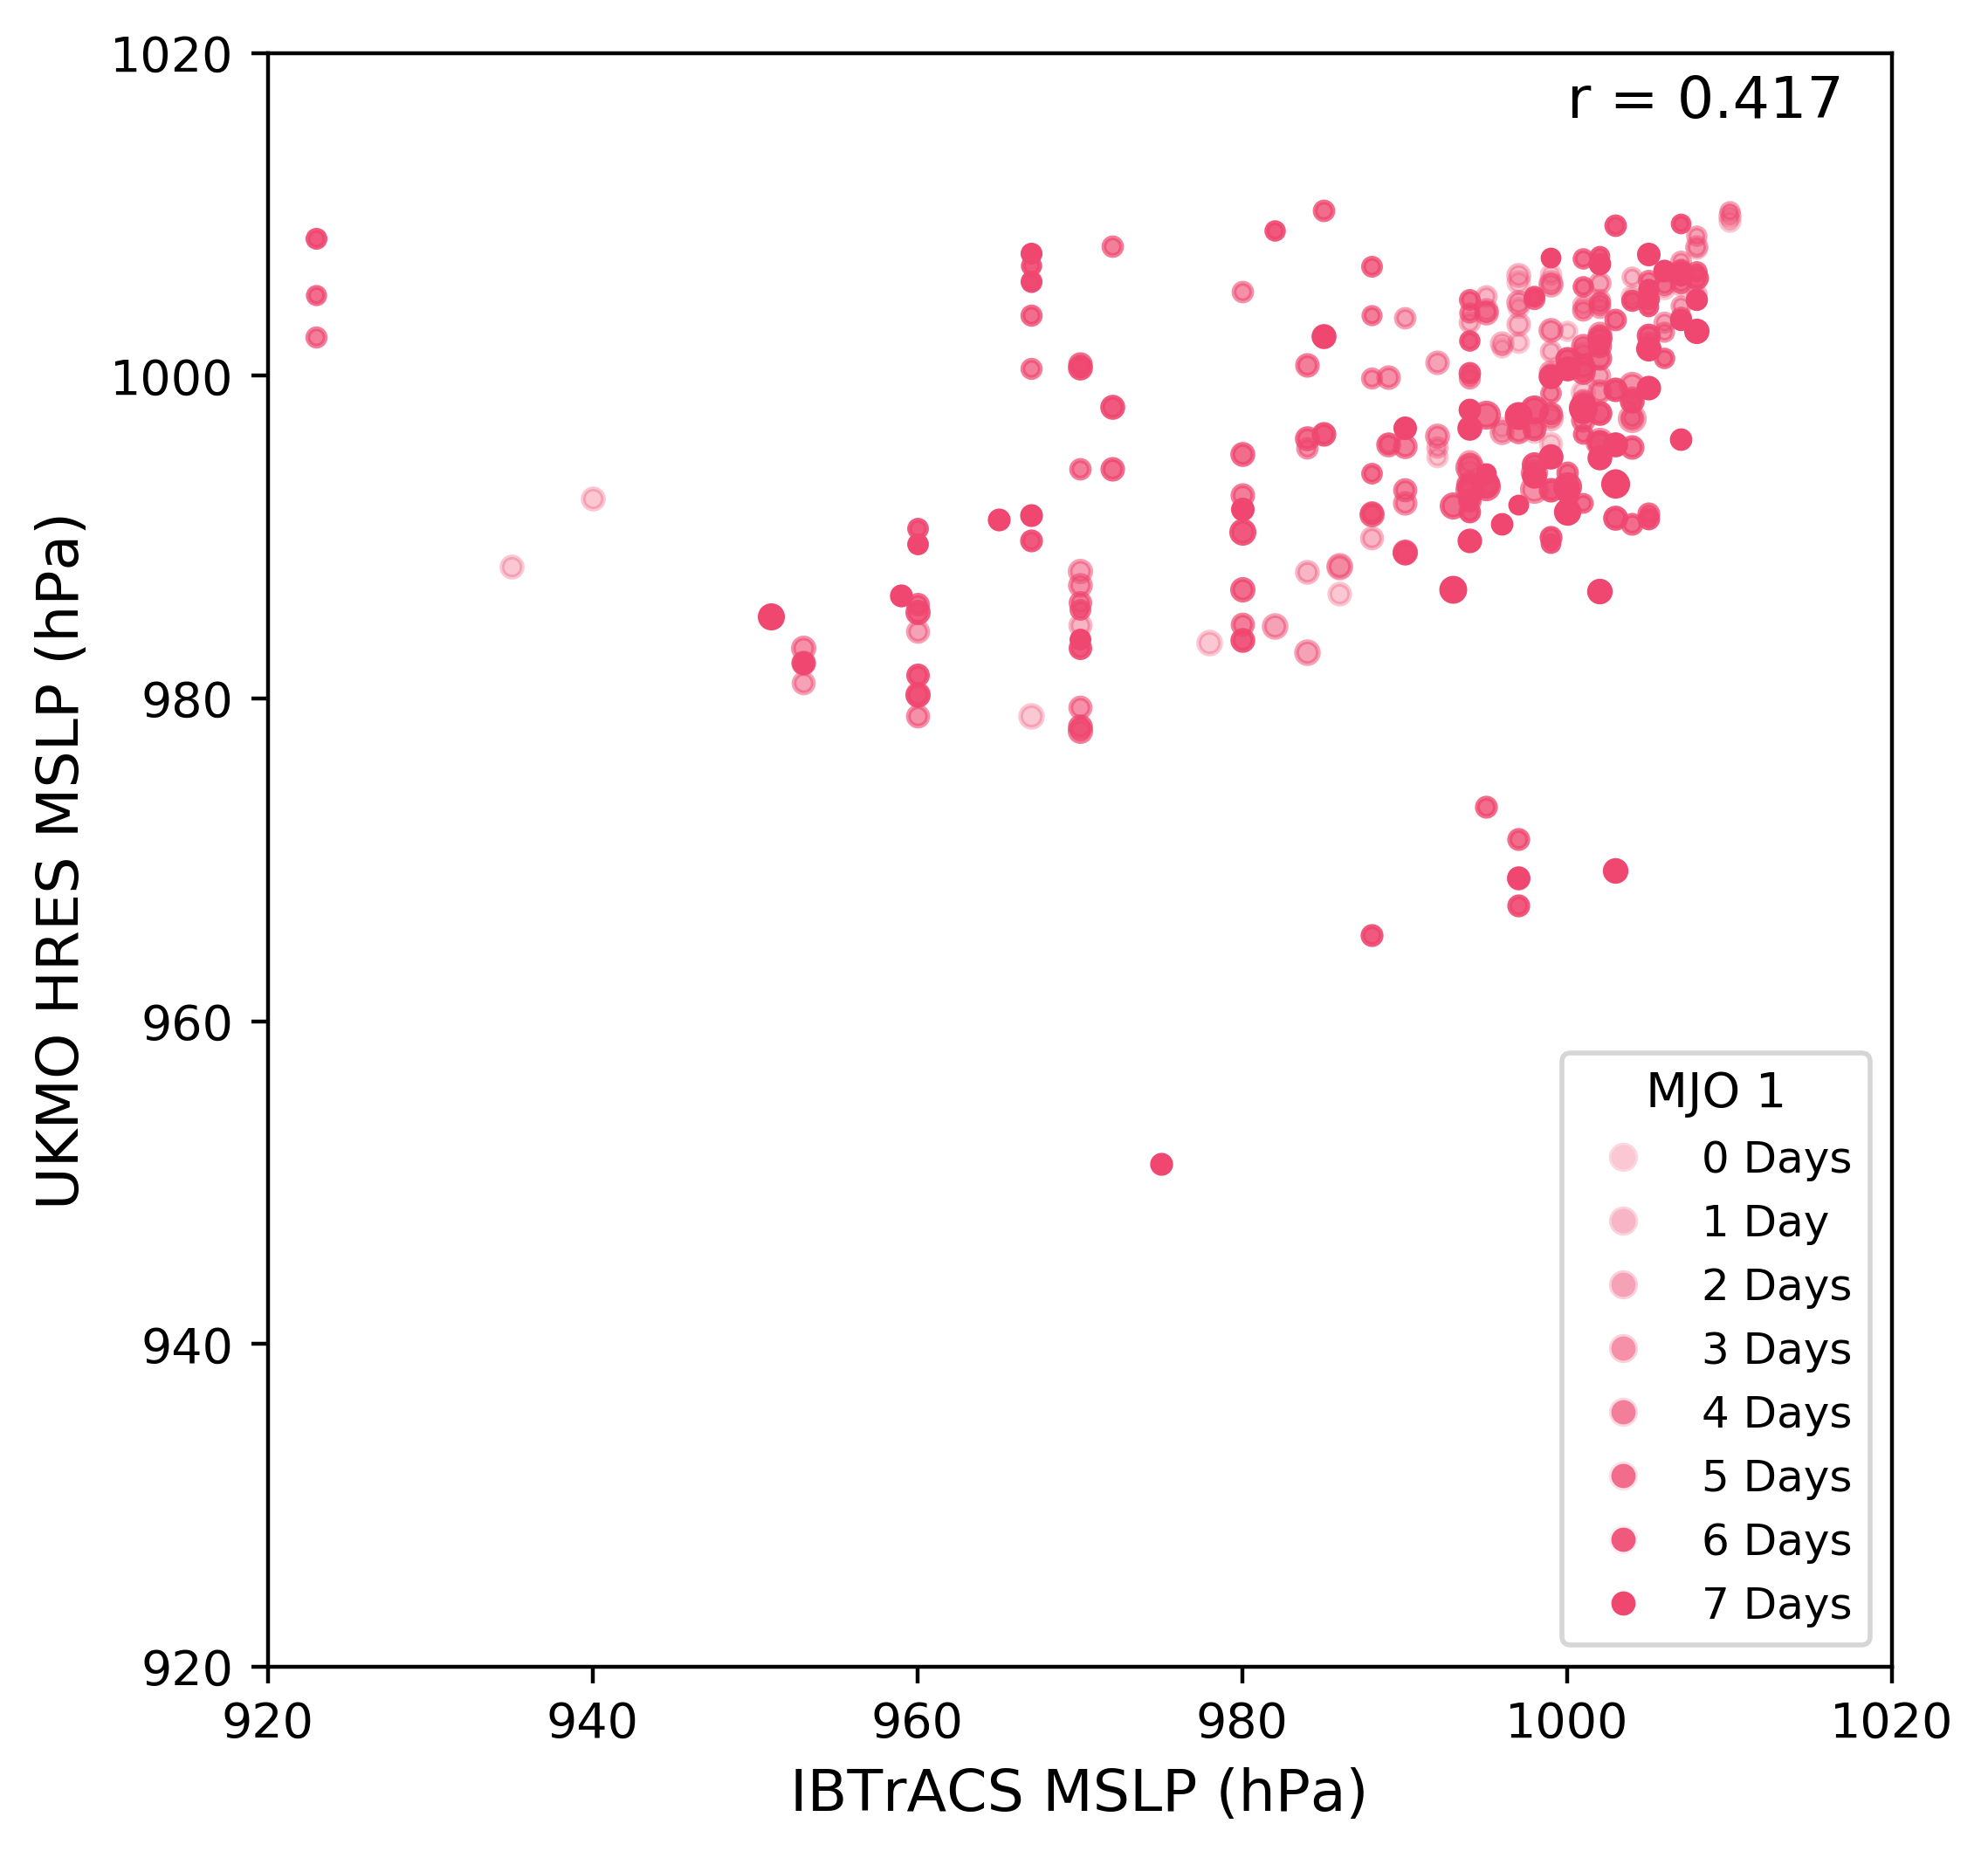 r = 0.417
1020
1000
980
960
940
920
UKMO HRES MSLP (hPa)
MJO 1
0 Days
1 Day
2 Days
3 Days
4 Days
5 Days
6 Days
7 Days
920 940 960 980 1000 1020
IBTrACS MSLP (hPa)